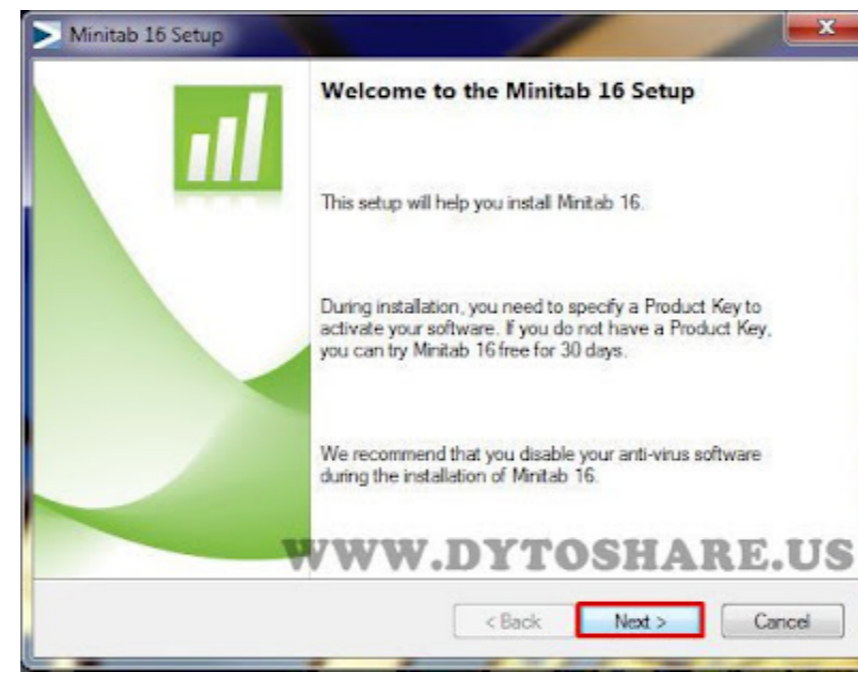 Minitab 16 Setup
Welcome to the Minitab 16 Setup
This setup will help you install Minitab 16.
During installation, you need to specify a Product Key to
activate your software. If you do not have a Product Key,
you can try Minitab 16 free for 30 days.
We recommend that you disable your anti-virus software
during the installation of Minitab 16.
WWW.DYTOSHARE.US
< Back
Next >
Cancel